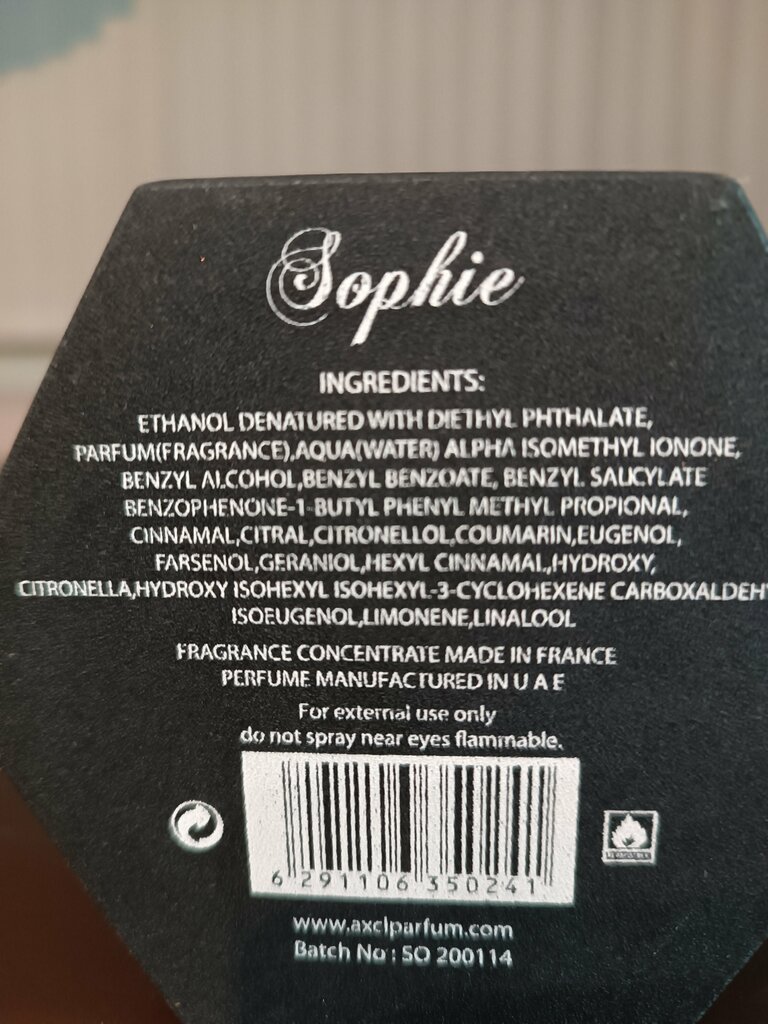 Sophie
INGREDIENTS:
ETHANOL DENATURED WITH DIETHYL PHTHALATE,
PARFUM(FRAGRANCE),AQUA(WATER) ALPHA ISOMETHYL IONONE,
BENZYL ALCOHOL,BENZYL BENZOATE, BENZYL SALICYLATE
BENZOPHENONE-1-BUTYL PHENYL METHYL PROPIONAL,
CINNAMAL,CITRAL,CITRONELLOL,COUMARIN,EUGENOL,
FARSENOL,GERANIOL,HEXYL CINNAMAL,HYDROXY,
CITRONELLA,HYDROXY ISOHEXYL ISOHEXYL-3-CYCLOHEXENE CARBOXALDEHY
ISOEUGENOL,LIMONENE,LINALOOL
FRAGRANCE CONCENTRATE MADE IN FRANCE
PERFUME MANUFACTURED IN U A E
For external use only
do not spray near eyes flammable.
6 291106 350241
www.axclparfum.com
Batch No : SO 200114